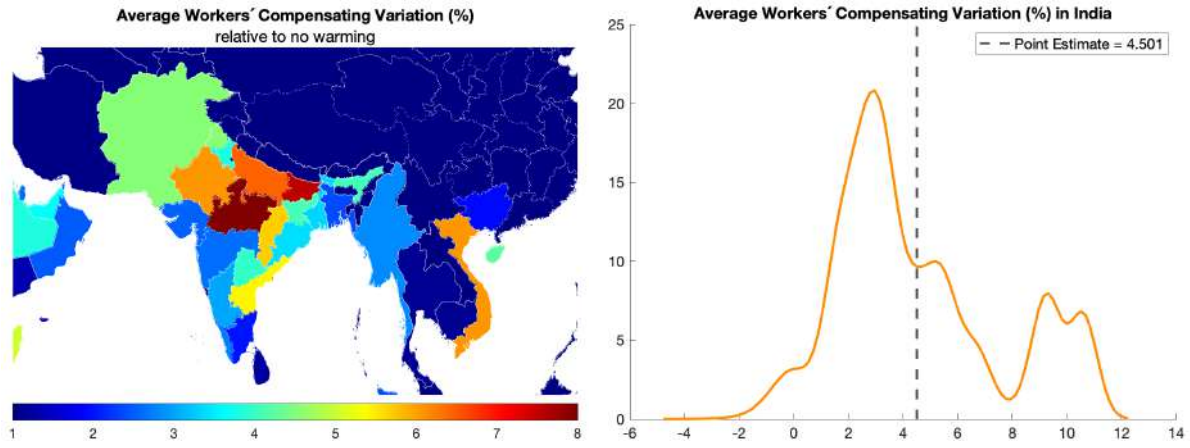 Average Workers´ Compensating Variation (%)
relative to no warming
1 2 3 4 5 6 7 8
Average Workers´ Compensating Variation (%) in India
25
Point Estimate = 4.501
20
15
10
5
0
-6 -4 -2 0 2 4 6 8 10 12 14